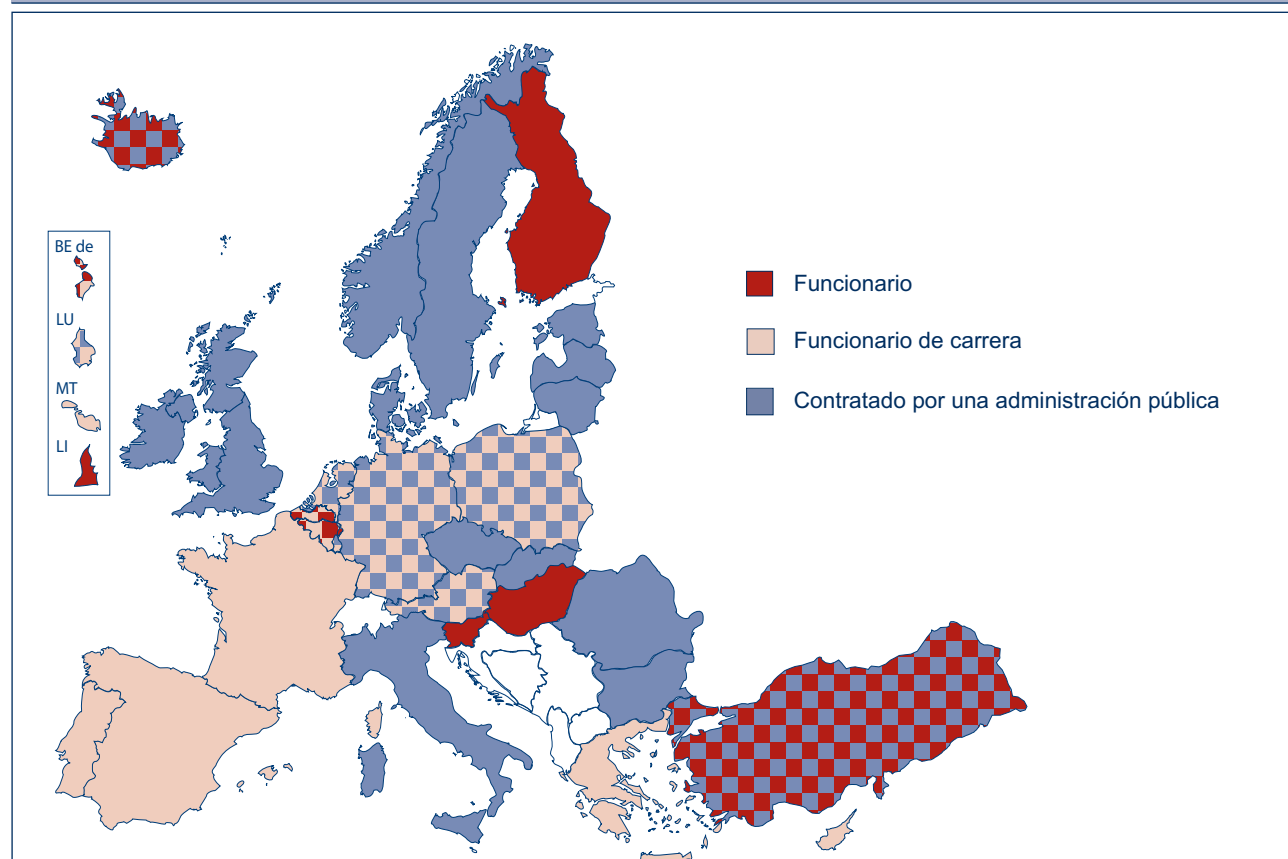 BE de
LU
MT
LI
Funcionario
Funcionario de carrera
Contratado por una administración pública